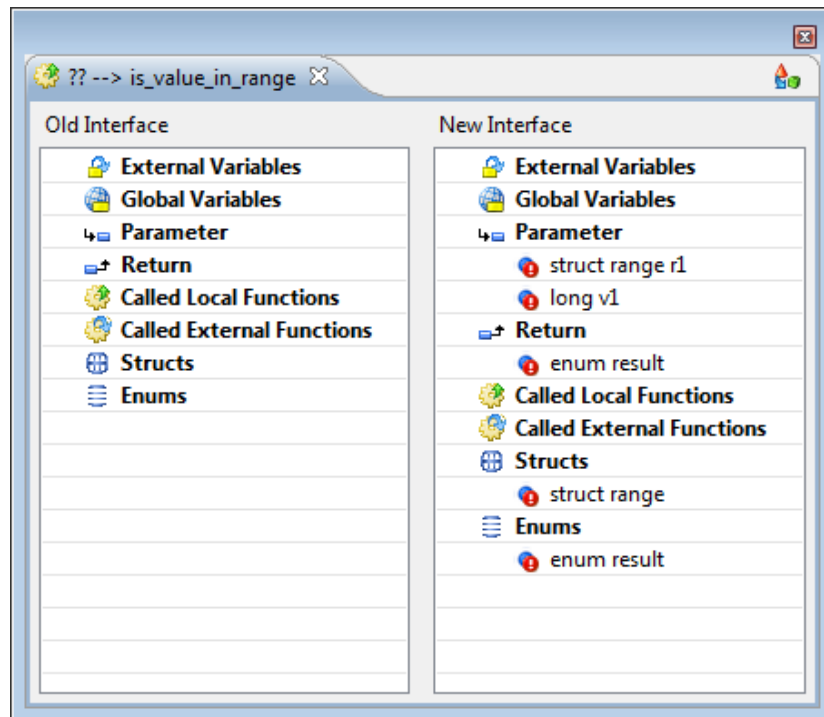 ?? --> is_value_in_range
Old Interface
External Variables
Global Variables
Parameter
Return
Called Local Functions
Called External Functions
Structs
Enums
New Interface
External Variables
Global Variables
Parameter
struct range r1
long v1
Return
enum result
Called Local Functions
Called External Functions
Structs
struct range
Enums
enum result